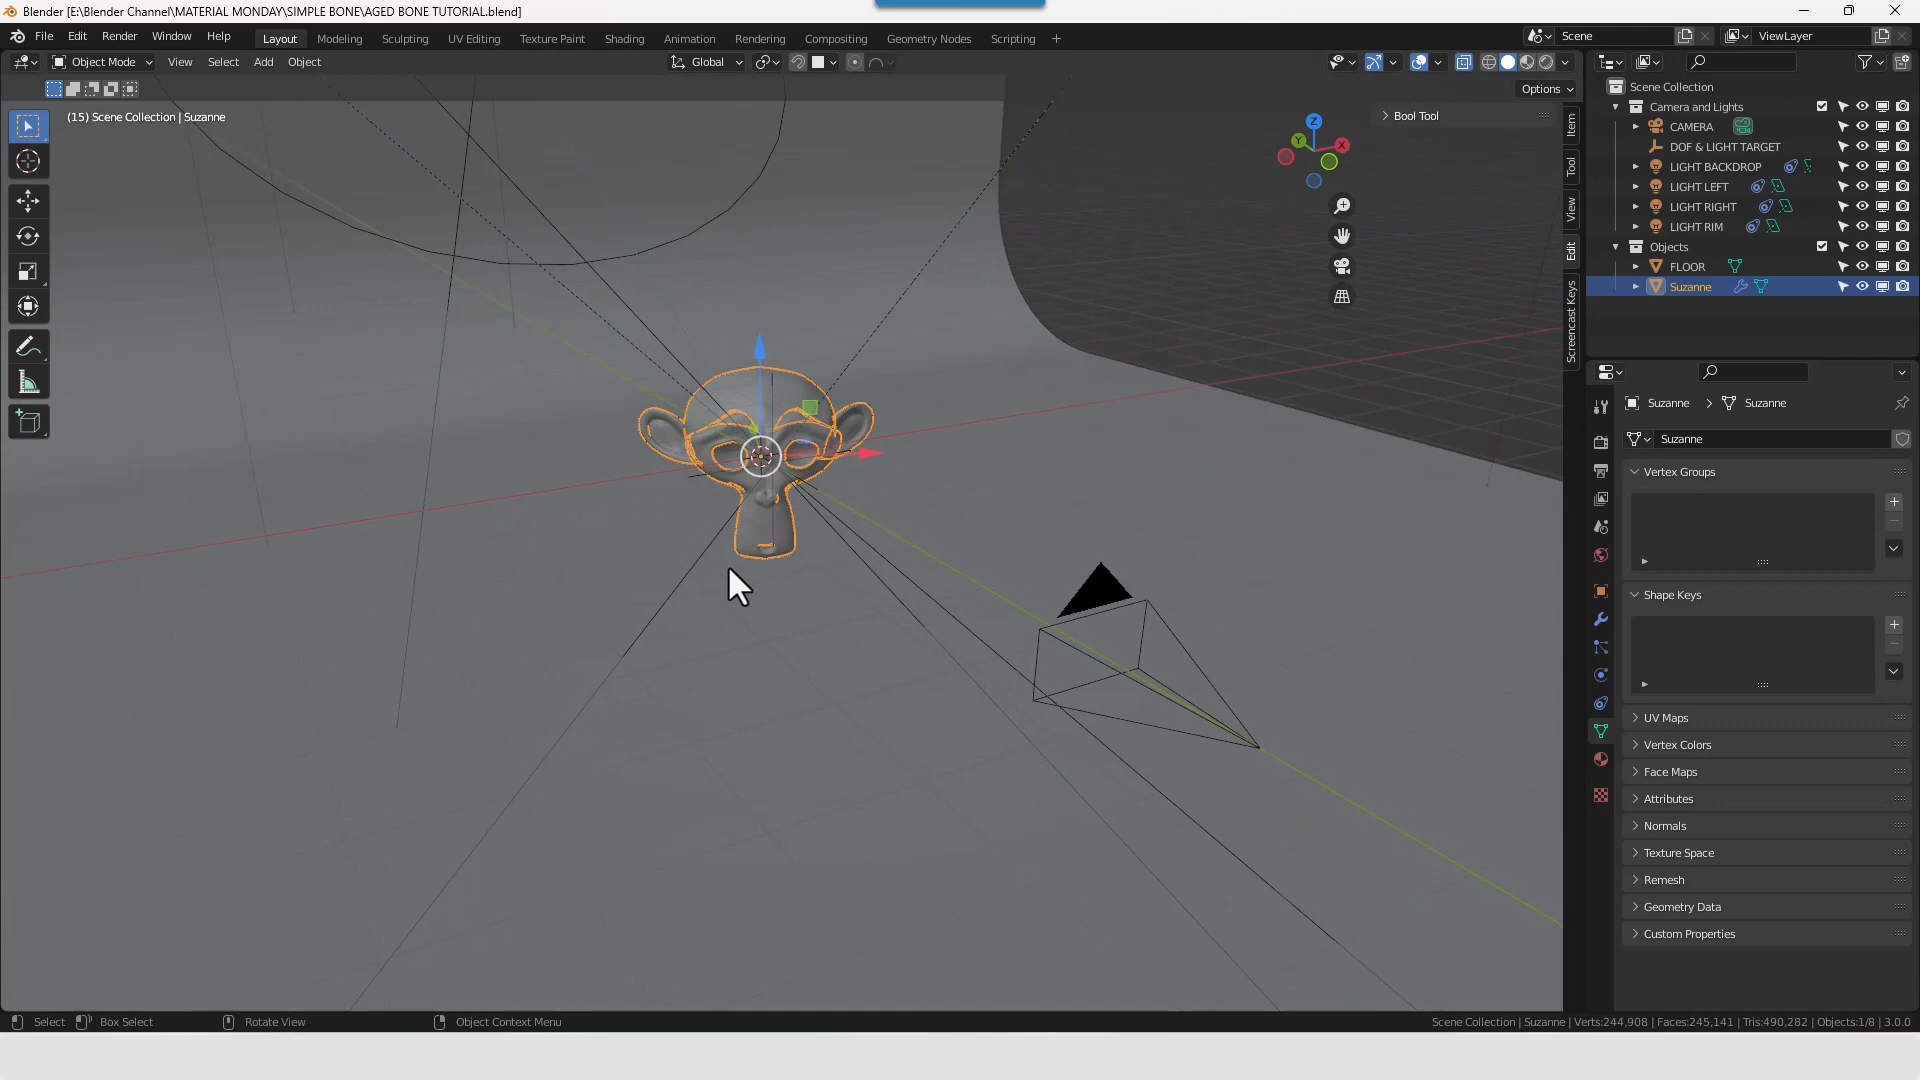 Blender [E:\Blender Channel\MATERIAL MONDAY\SIMPLE BONE\AGED BONE TUTORIAL.blend]
File Edit Render Window Help Layout Modeling Sculpting UV Editing Texture Paint Shading Animation Rendering Compositing Geometry Nodes Scripting + Scene ViewLayer
Object Mode View Select Add Object Global
Options
(15) Scene Collection | Suzanne
Bool Tool
Item
Tool
View
Edit
Screencast Keys
Z
Y
X
Scene Collection
Camera and Lights
CAMERA
DOF & LIGHT TARGET
LIGHT BACKDROP
LIGHT LEFT
LIGHT RIGHT
LIGHT RIM
Objects
FLOOR
Suzanne
Suzanne > Suzanne
Suzanne
Vertex Groups
Shape Keys
UV Maps
Vertex Colors
Face Maps
Attributes
Normals
Texture Space
Remesh
Geometry Data
Custom Properties
Select Box Select Rotate View Object Context Menu Scene Collection | Suzanne | Verts:244,908 | Faces:245,141 | Tris:490,282 | Objects:1/8 | 3.0.0